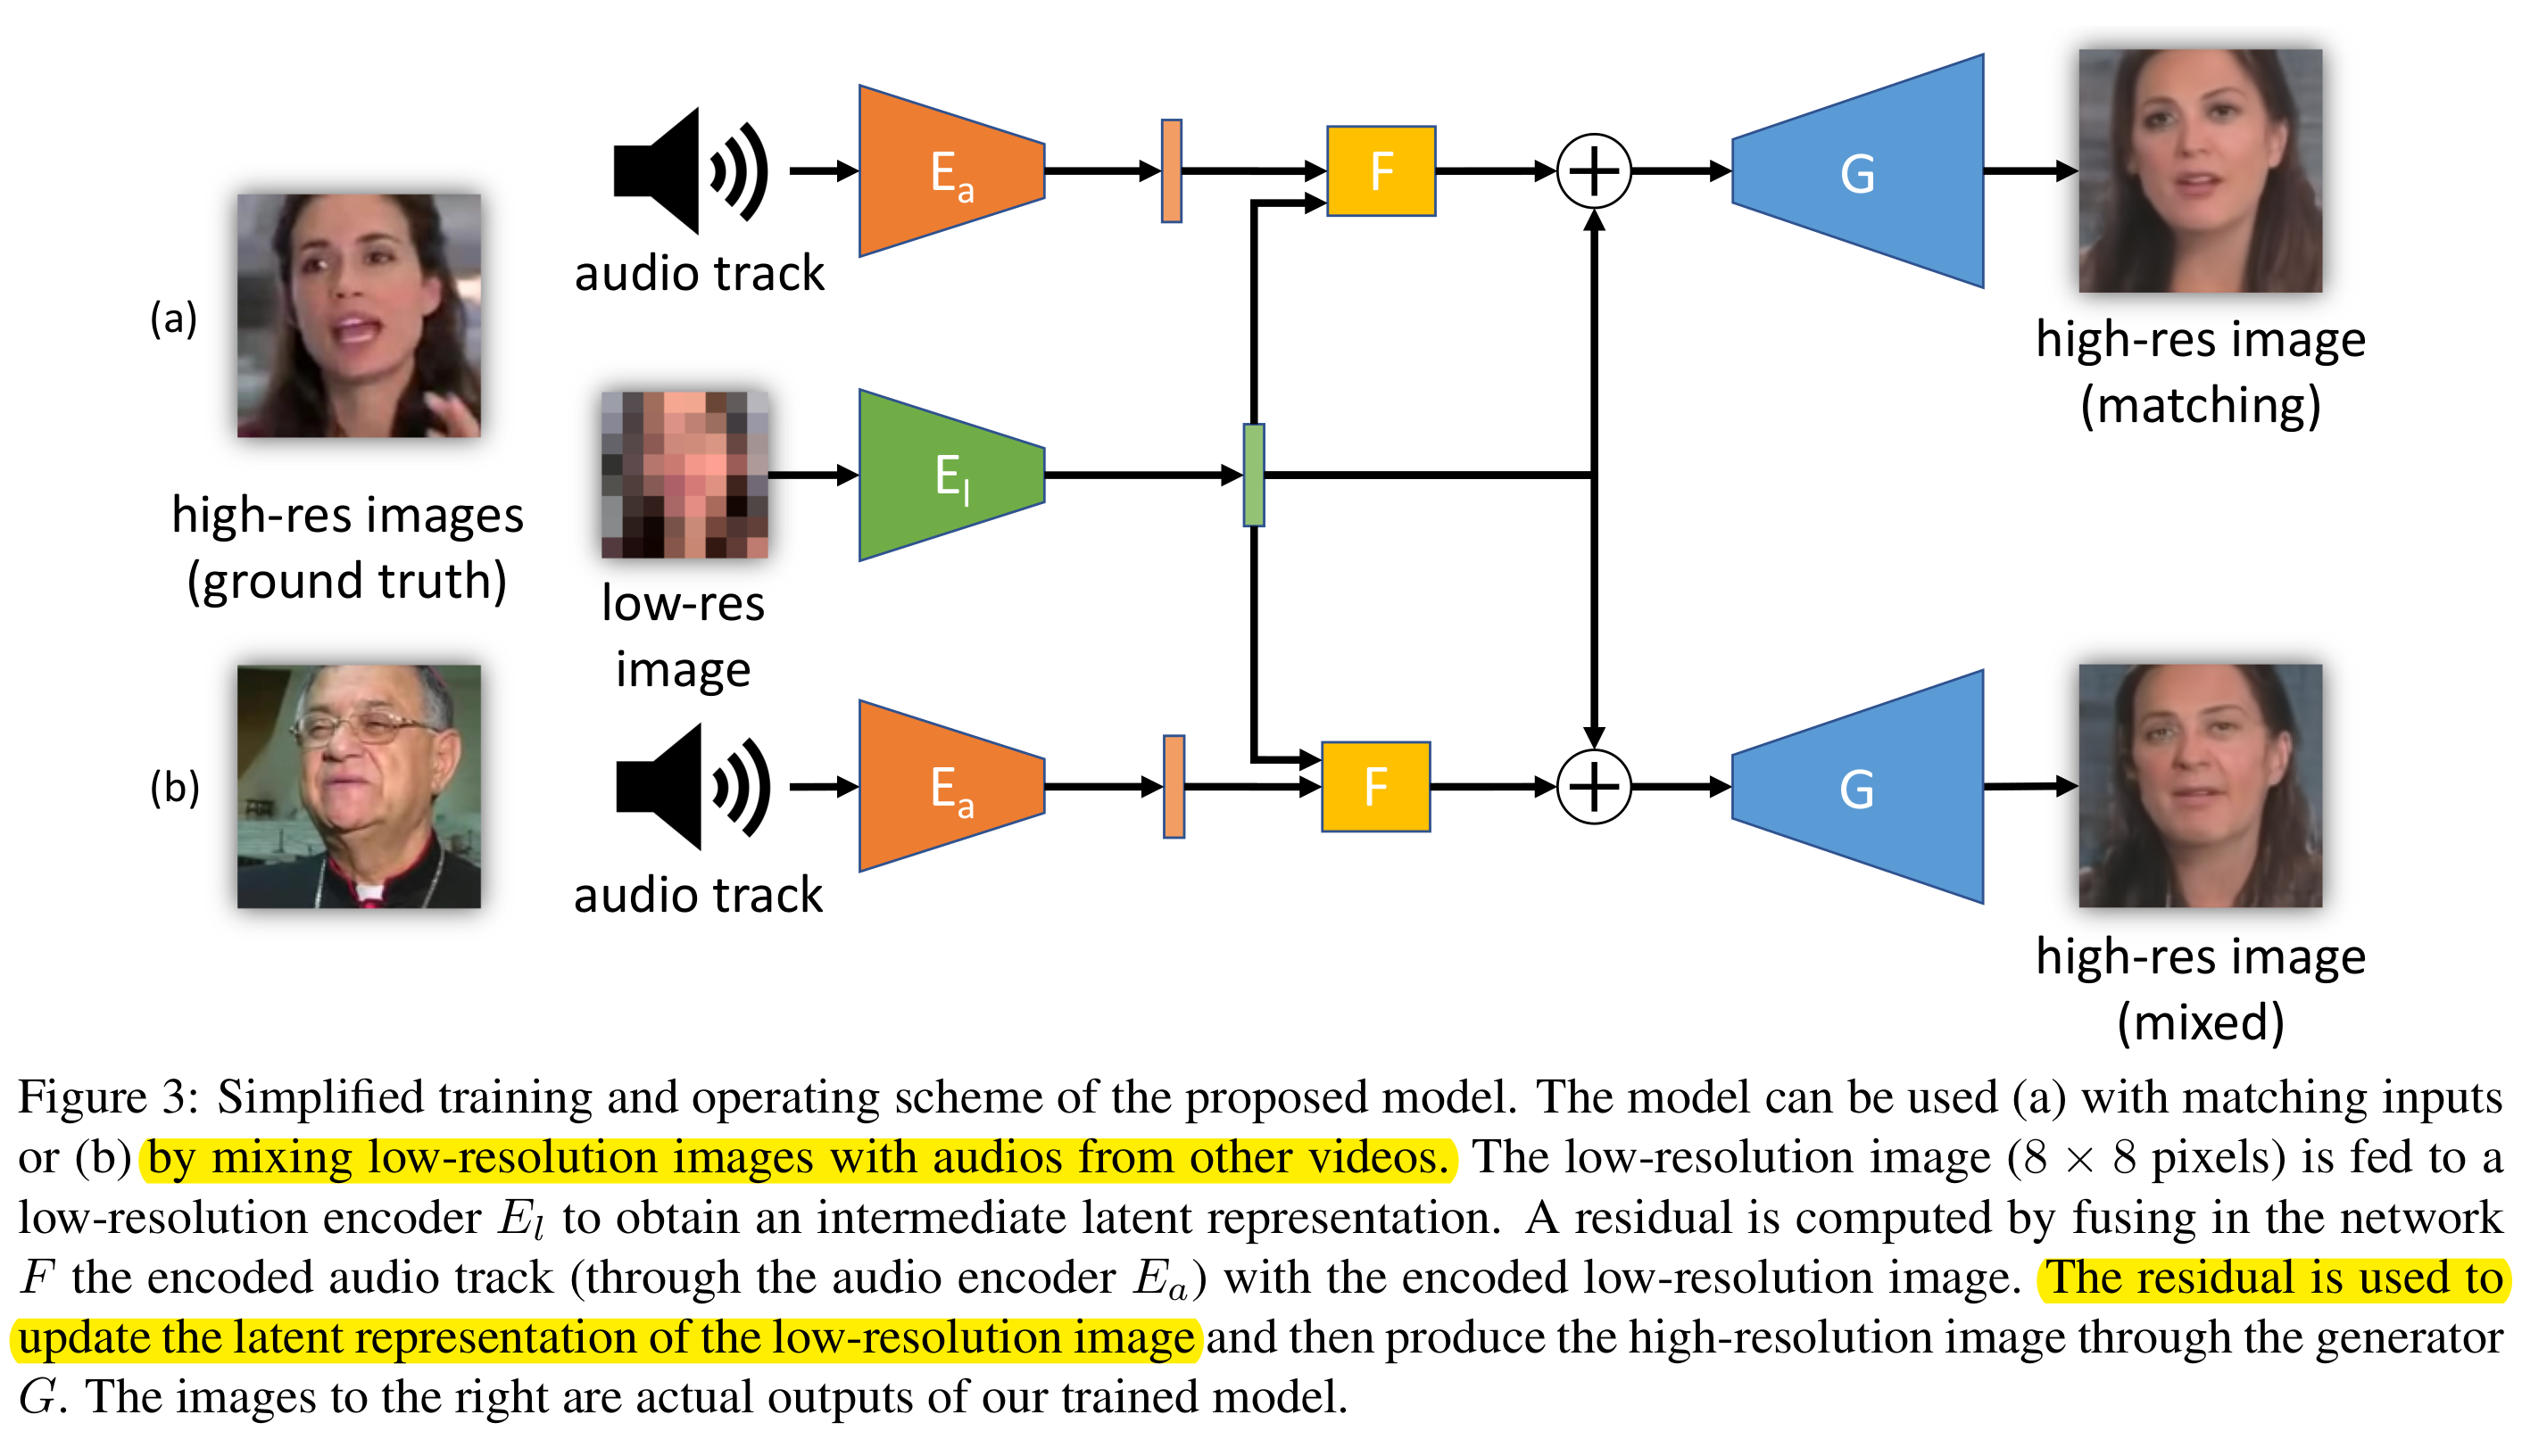 E_a
F
G
audio track
(a)
high-res image
(matching)
high-res images
(ground truth)
E_l
low-res
image
(b)
E_a
F
G
audio track
high-res image
(mixed)
Figure 3: Simplified training and operating scheme of the proposed model. The model can be used (a) with matching inputs
or (b) by mixing low-resolution images with audios from other videos. The low-resolution image (8 × 8 pixels) is fed to a
low-resolution encoder E_l to obtain an intermediate latent representation. A residual is computed by fusing in the network
F the encoded audio track (through the audio encoder E_a) with the encoded low-resolution image. The residual is used to
update the latent representation of the low-resolution image and then produce the high-resolution image through the generator
G. The images to the right are actual outputs of our trained model.